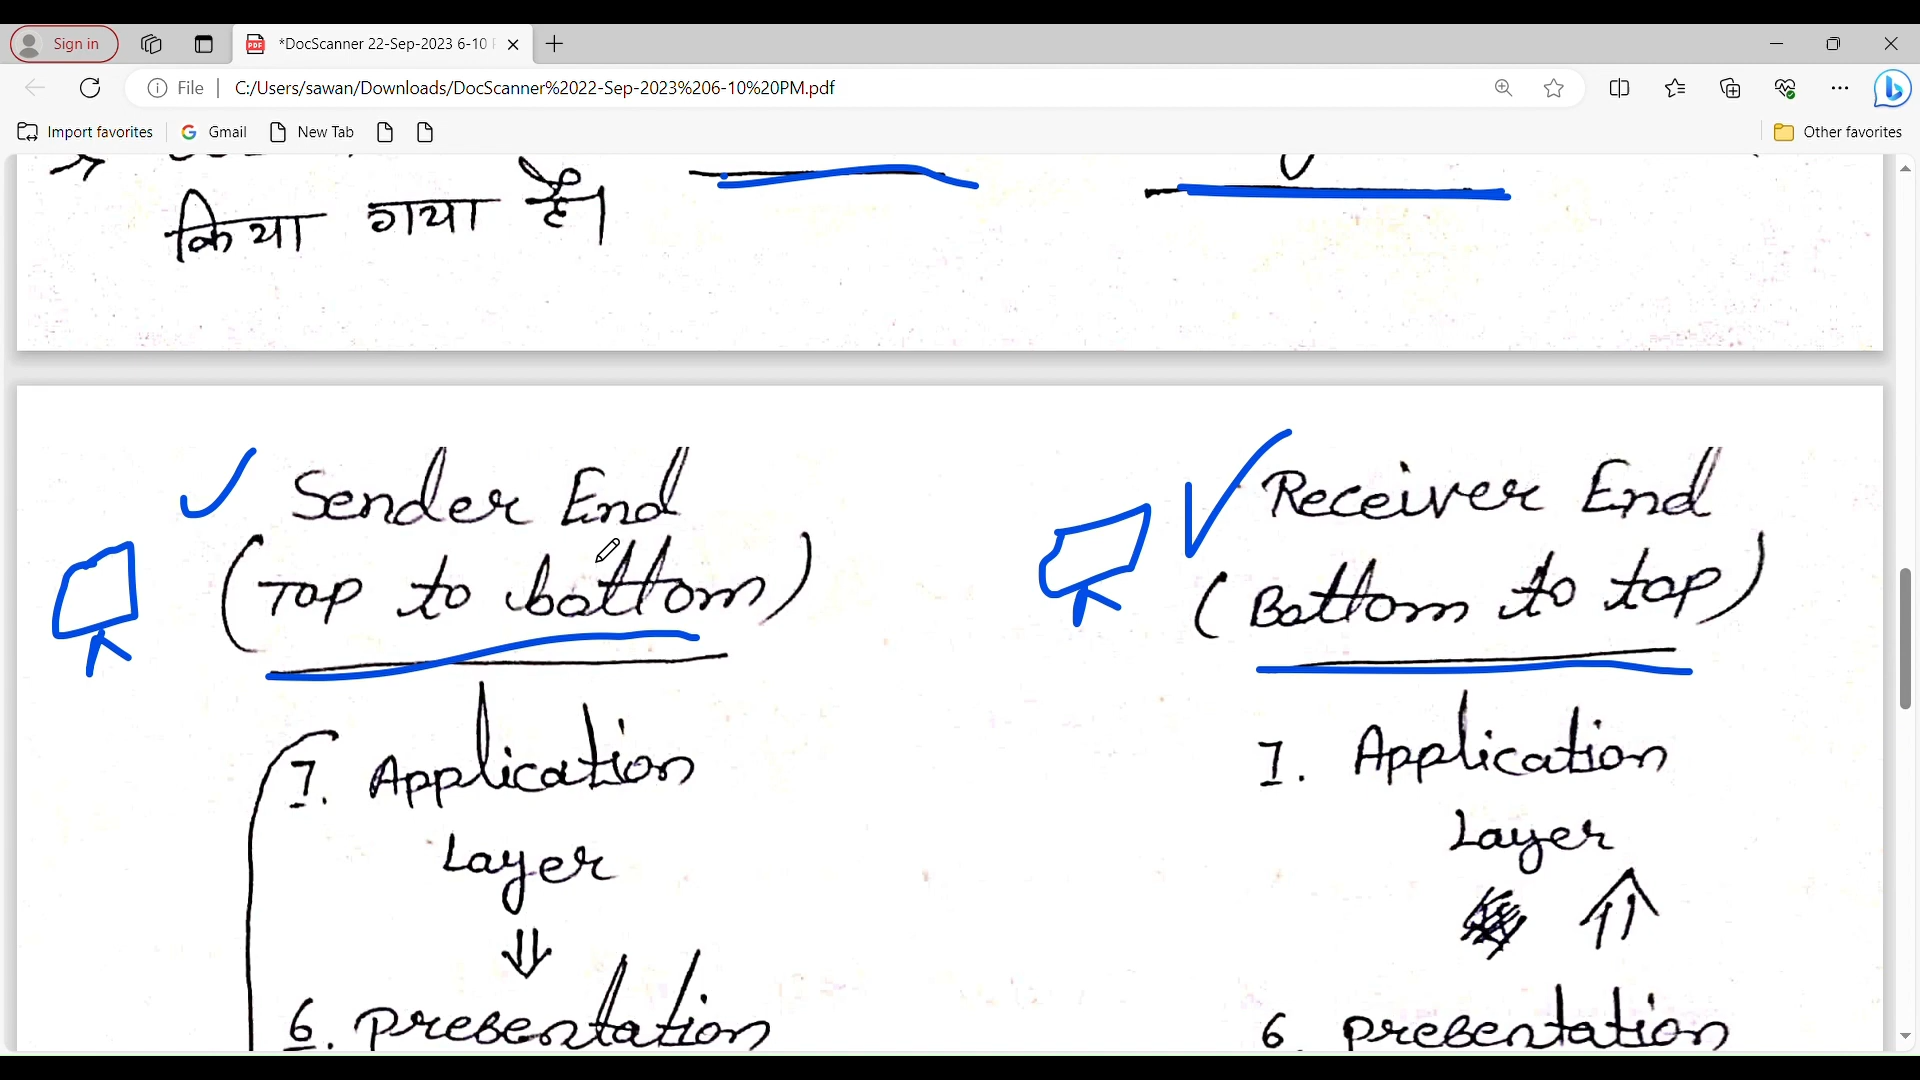 Sign in
*DocScanner 22-Sep-2023 6-10
File
C:/Users/sawan/Downloads/DocScanner%2022-Sep-2023%206-10%20PM.pdf
Import favorites
Gmail
New Tab
Other favorites
किया गया है।
Sender End
Receiver End
(Top to bottom)
(Bottom to top)
7. Application
7. Application
Layer
Layer
6. presentation
6. presentation